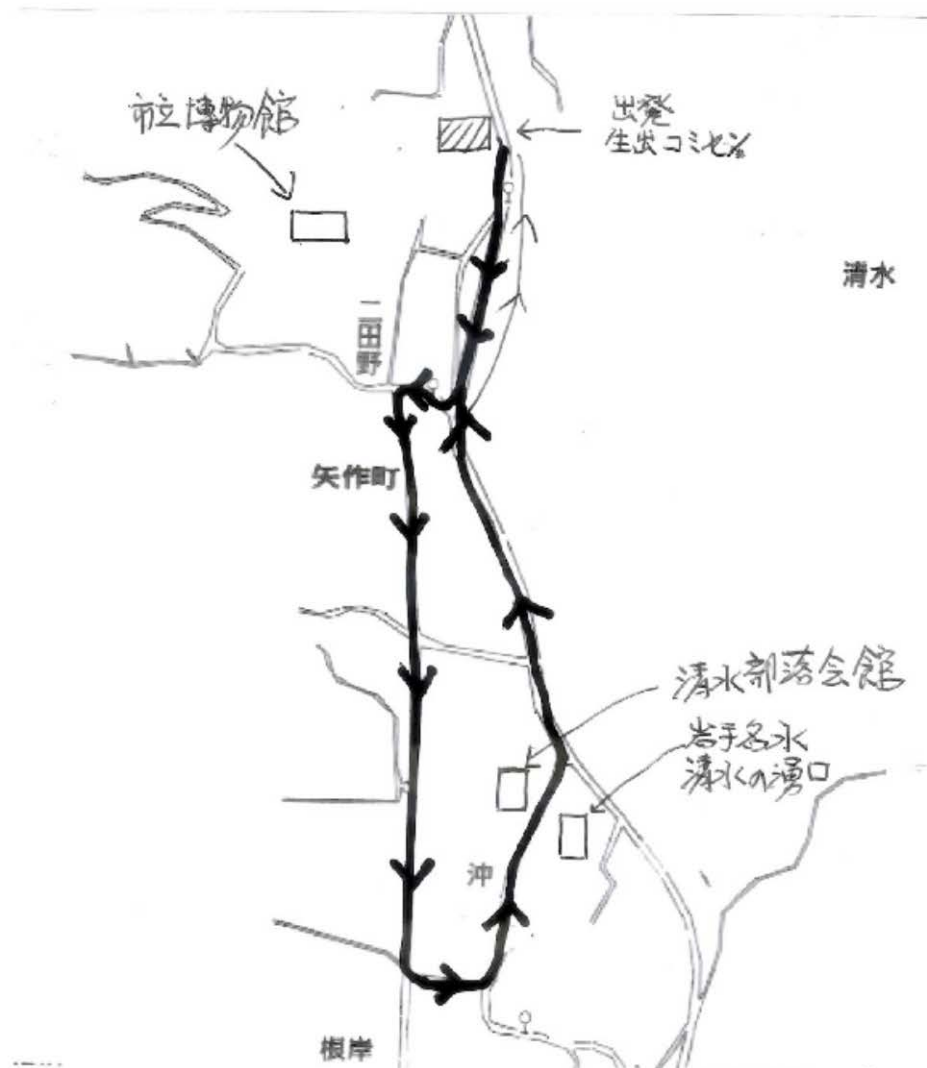 出発
生出コミセン
市立博物館
清水
二田野
矢作町
清水部落会館
岩手名水
清水の湧口
沖
根岸